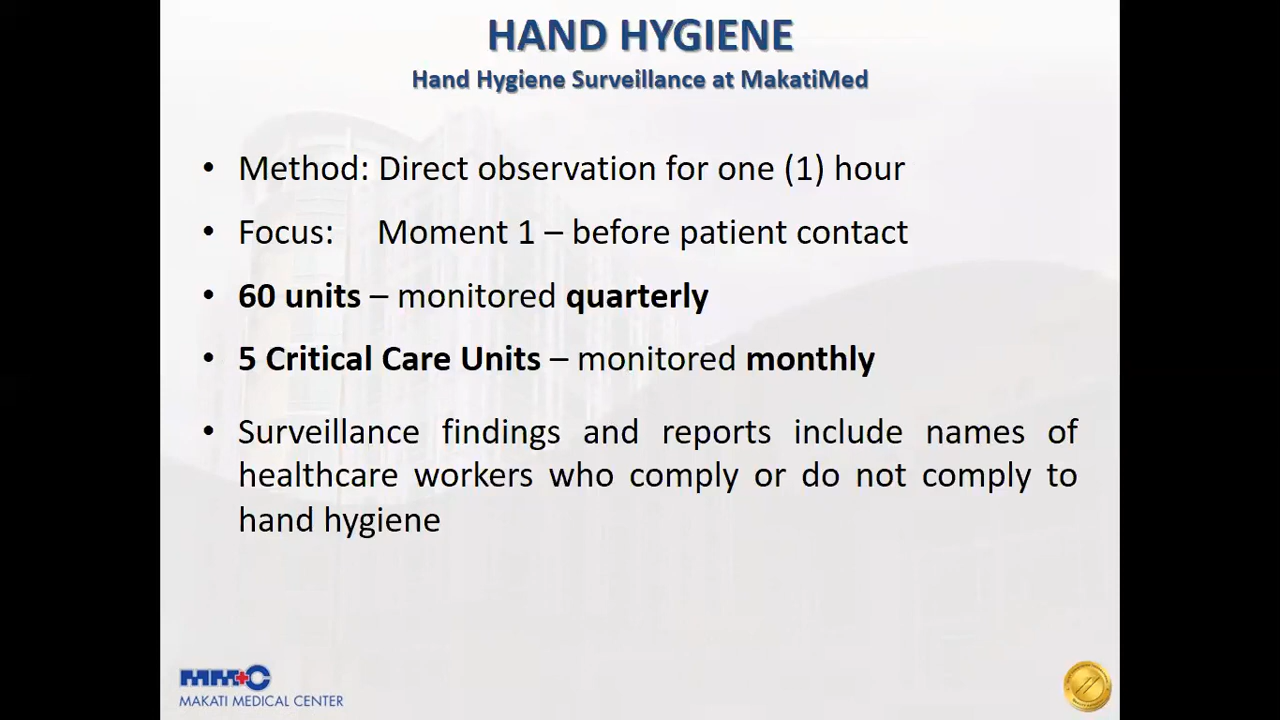 HAND HYGIENE
Hand Hygiene Surveillance at MakatiMed
• Method: Direct observation for one (1) hour
• Focus: Moment 1 – before patient contact
• 60 units – monitored quarterly
• 5 Critical Care Units – monitored monthly
• Surveillance findings and reports include names of
healthcare workers who comply or do not comply to
hand hygiene
MMC
MAKATI MEDICAL CENTER